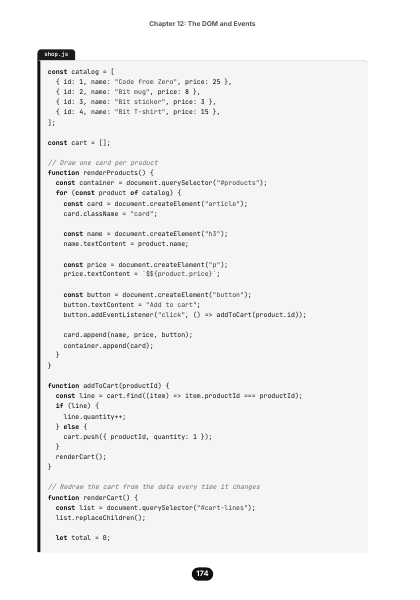 Chapter 12: The DOM and Events
shop.js
const catalog = [
  { id: 1, name: "Code from Zero", price: 25 },
  { id: 2, name: "Bit mug", price: 8 },
  { id: 3, name: "Bit sticker", price: 3 },
  { id: 4, name: "Bit T-shirt", price: 15 },
];

const cart = [];

// Draw one card per product
function renderProducts() {
  const container = document.querySelector("#products");
  for (const product of catalog) {
    const card = document.createElement("article");
    card.className = "card";

    const name = document.createElement("h3");
    name.textContent = product.name;

    const price = document.createElement("p");
    price.textContent = `$${product.price}`;

    const button = document.createElement("button");
    button.textContent = "Add to cart";
    button.addEventListener("click", () => addToCart(product.id));

    card.append(name, price, button);
    container.append(card);
  }
}

function addToCart(productId) {
  const line = cart.find((item) => item.productId === productId);
  if (line) {
    line.quantity++;
  } else {
    cart.push({ productId, quantity: 1 });
  }
  renderCart();
}

// Redraw the cart from the data every time it changes
function renderCart() {
  const list = document.querySelector("#cart-lines");
  list.replaceChildren();

  let total = 0;
174